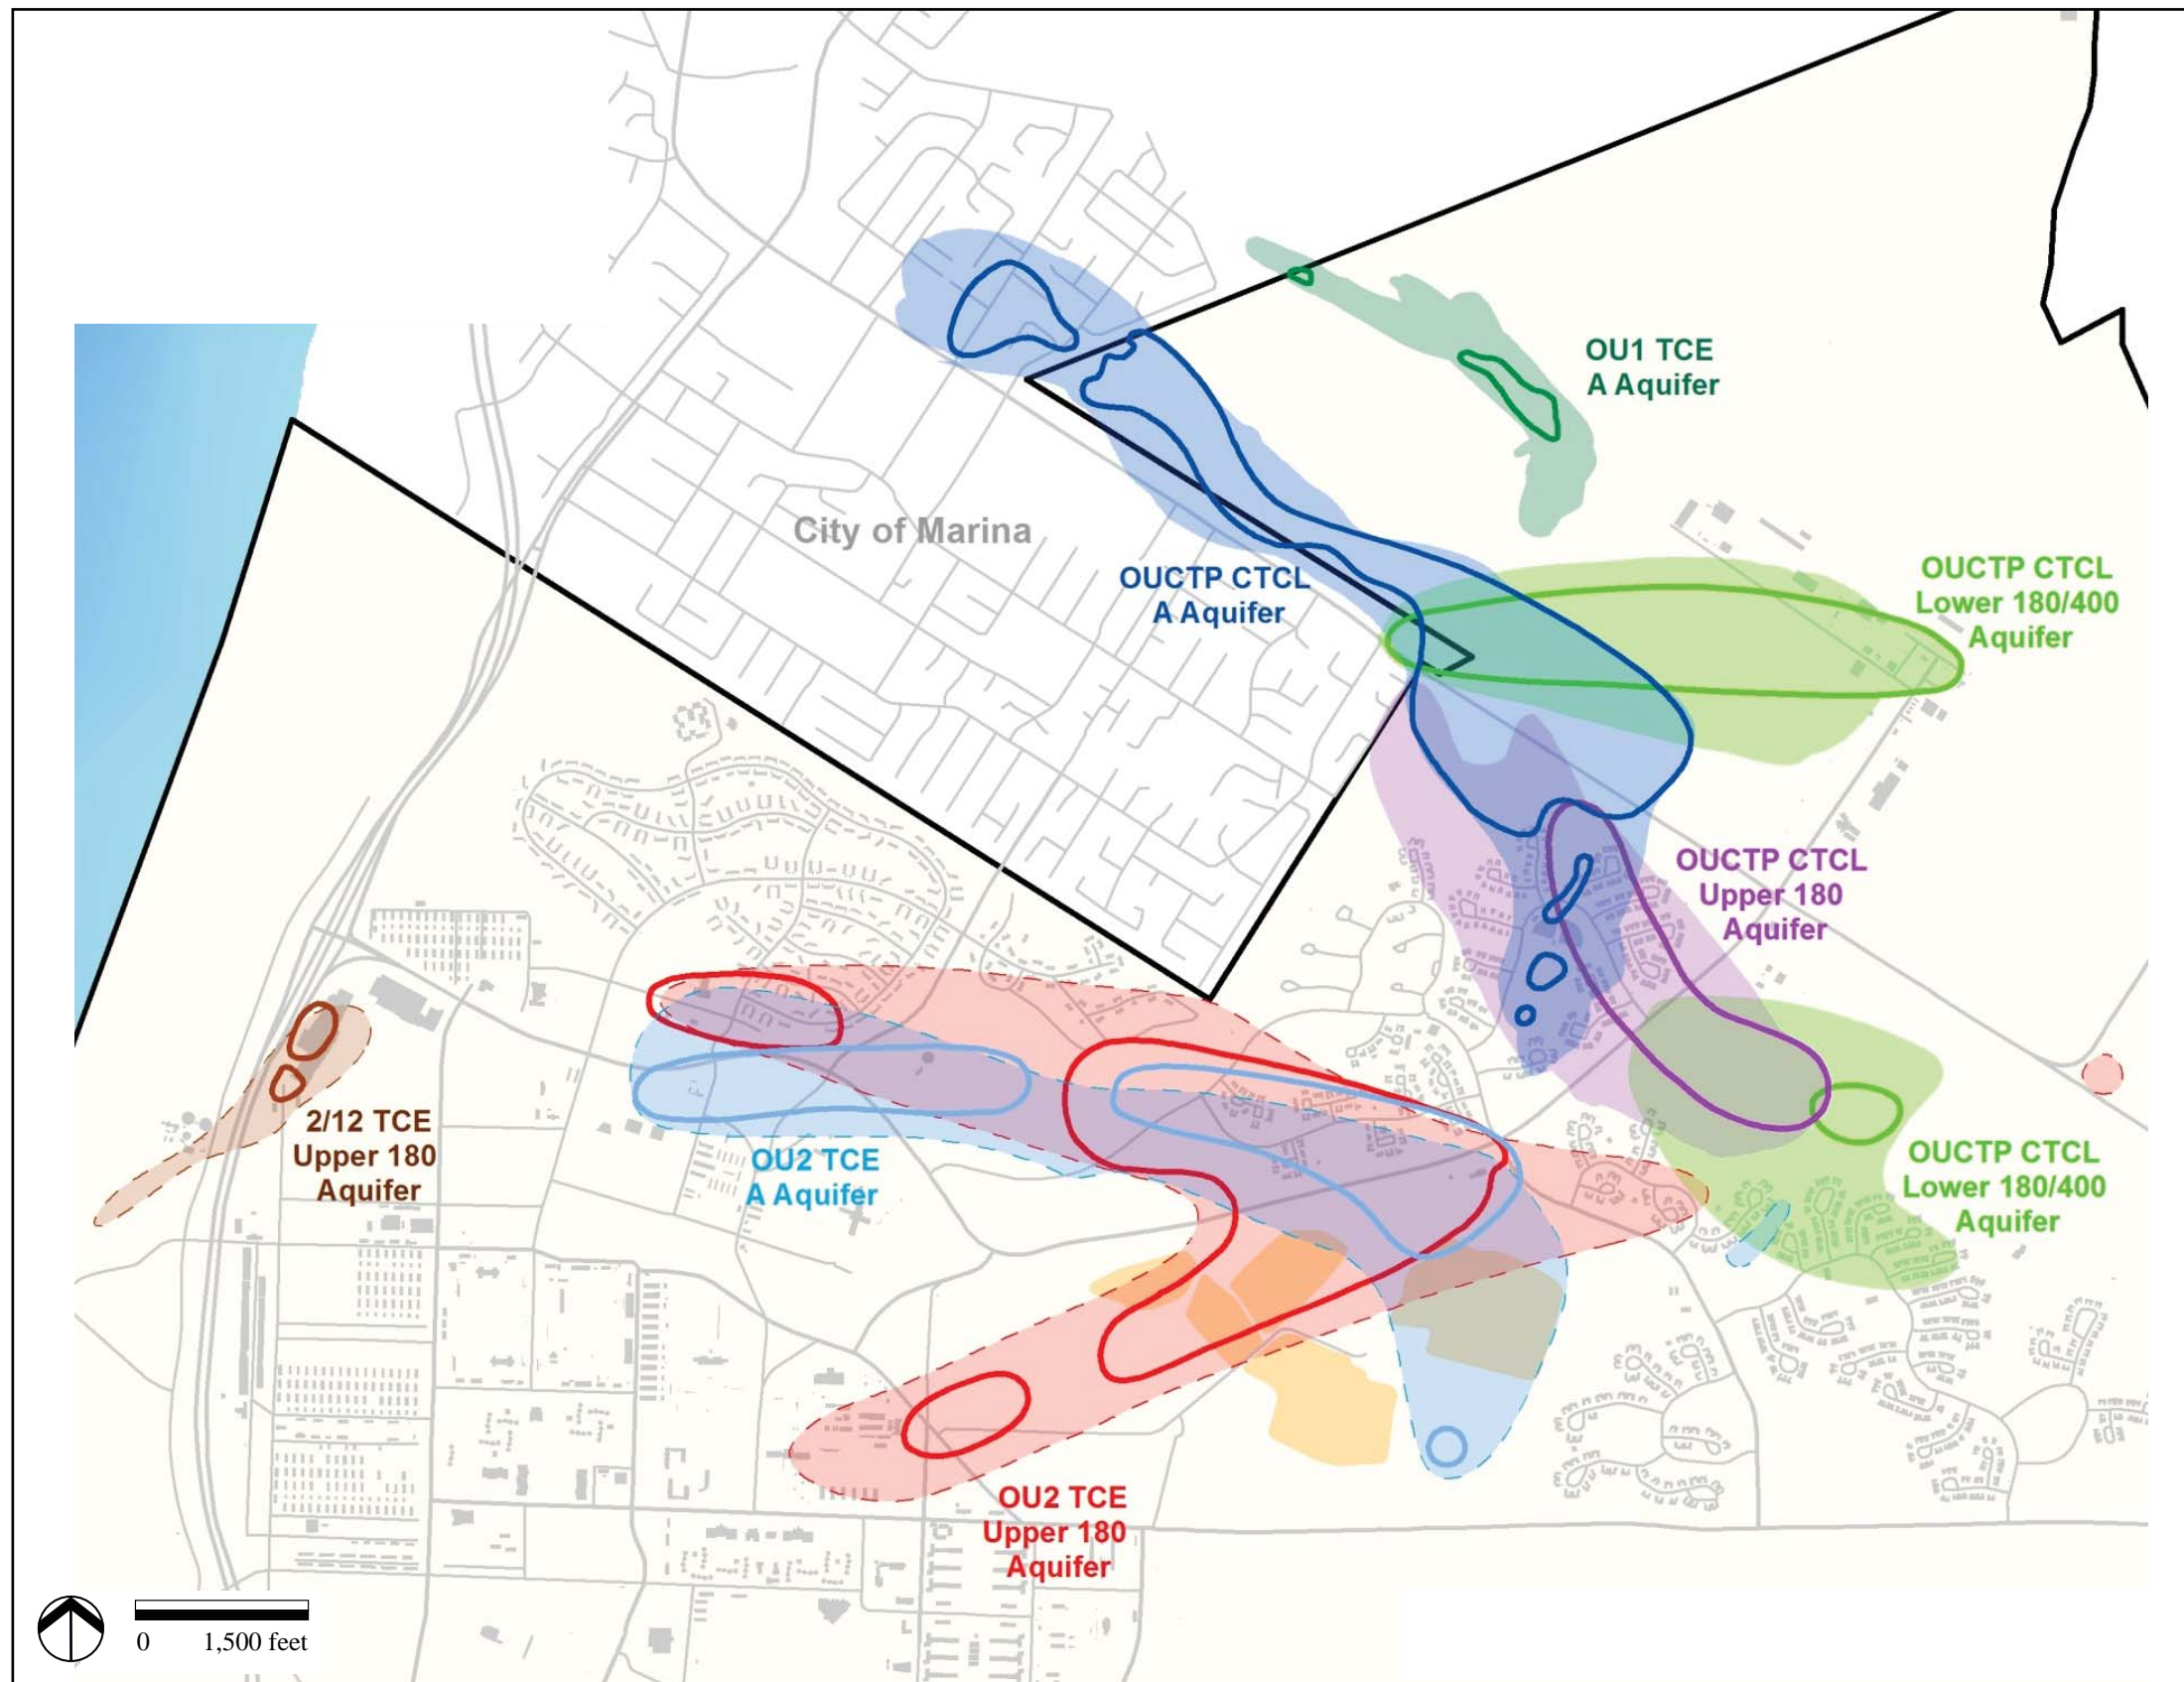 OU1 TCE
A Aquifer
City of Marina
OUCTP CTCL
A Aquifer
OUCTP CTCL
Lower 180/400
Aquifer
OUCTP CTCL
Upper 180
Aquifer
2/12 TCE
Upper 180
Aquifer
OU2 TCE
A Aquifer
OUCTP CTCL
Lower 180/400
Aquifer
OU2 TCE
Upper 180
Aquifer
0 1,500 feet